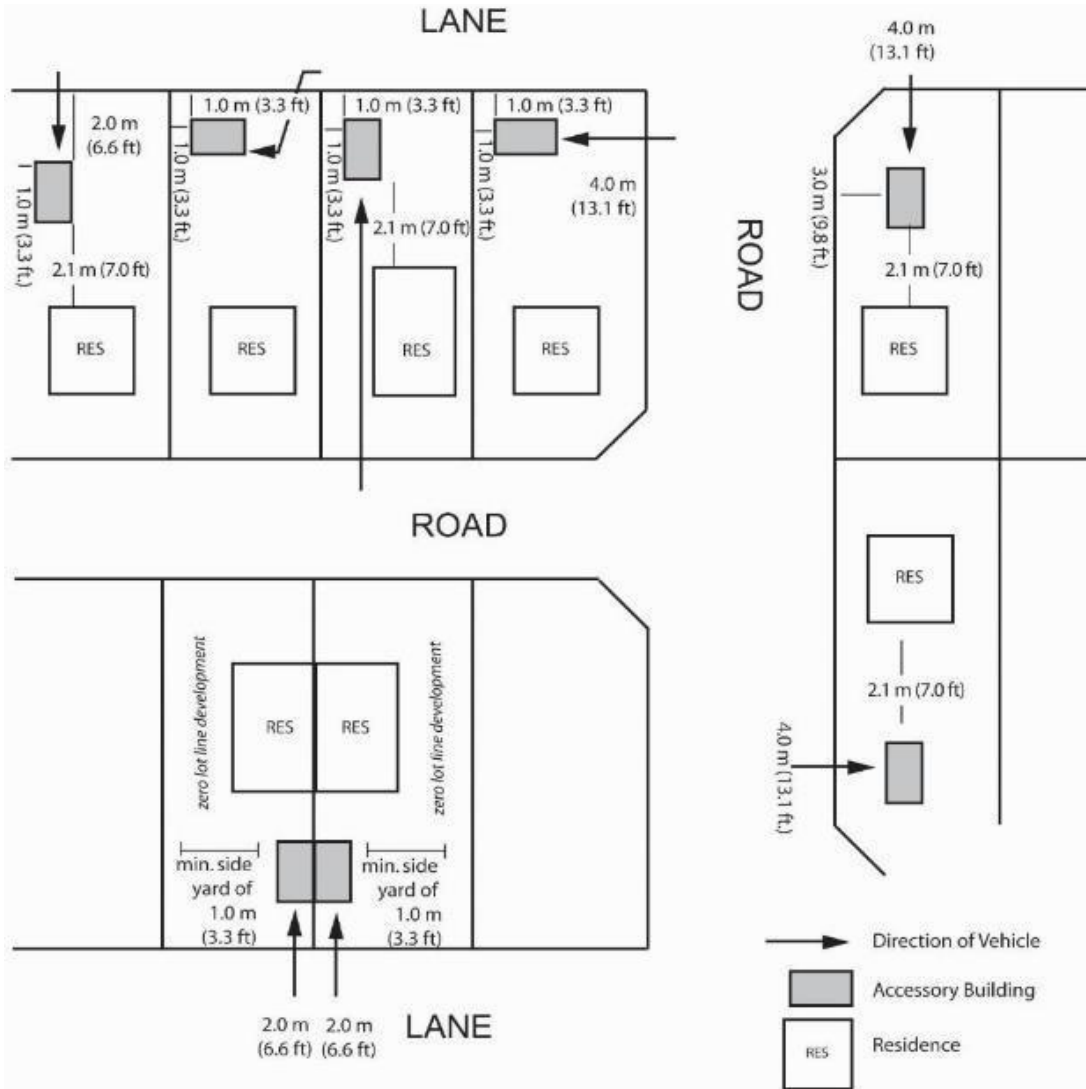 LANE
4.0 m
(13.1 ft)
1.0 m (3.3 ft)
1.0 m (3.3 ft)
1.0 m (3.3 ft)
2.0 m
(6.6 ft)
1.0 m (3.3 ft.)
1.0 m (3.3 ft.)
1.0 m (3.3 ft.)
1.0 m (3.3 ft.)
4.0 m
(13.1 ft)
3.0 m (9.8 ft.)
ROAD
2.1 m (7.0 ft)
2.1 m (7.0 ft)
2.1 m (7.0 ft)
RES
RES
RES
RES
RES
ROAD
RES
zero lot line development
RES
RES
zero lot line development
2.1 m (7.0 ft)
4.0 m (13.1 ft.)
min. side
yard of
1.0 m
(3.3 ft)
min. side
yard of
1.0 m
(3.3 ft)
2.0 m
(6.6 ft)
2.0 m
(6.6 ft)
LANE
Direction of Vehicle
Accessory Building
RES
Residence